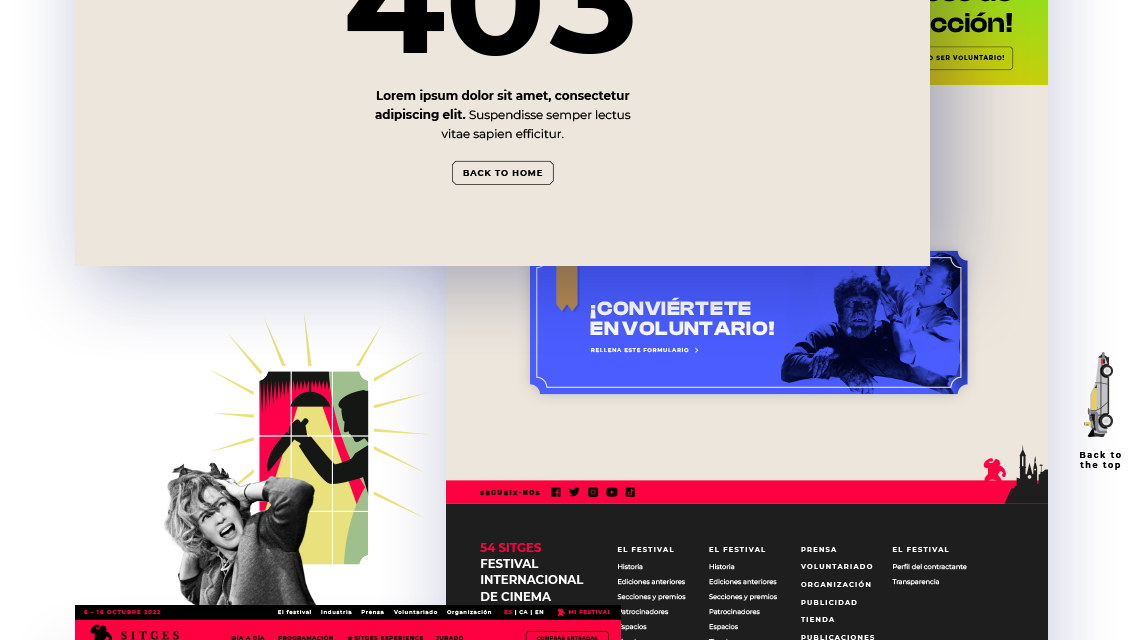 403
cción!
SER VOLUNTARIO!
Lorem ipsum dolor sit amet, consectetur
adipiscing elit. Suspendisse semper lectus
vitae sapien efficitur.
BACK TO HOME
¡CONVIÉRTETE
EN VOLUNTARIO!
RELLENA ESTE FORMULARIO
Back to
the top
seGUeix-NOs
54 SITGES
FESTIVAL
INTERNACIONAL
DE CINEMA
EL FESTIVAL
Historia
Ediciones anteriores
Secciones y premios
Patrocinadores
Espacios
EL FESTIVAL
Historia
Ediciones anteriores
Secciones y premios
Patrocinadores
Espacios
PRENSA
VOLUNTARIADO
ORGANIZACIÓN
PUBLICIDAD
TIENDA
PUBLICACIONES
EL FESTIVAL
Perfil del contractante
Transparencia
OCTUBRE 2022
El festival Industria Prensa Voluntariado Organización ES | CA | EN MI FESTIVAL
SITGES
DÍA A DÍA PROGRAMACIÓN SITGES EXPERIENCE JURADO COMPRAR ENTRADAS